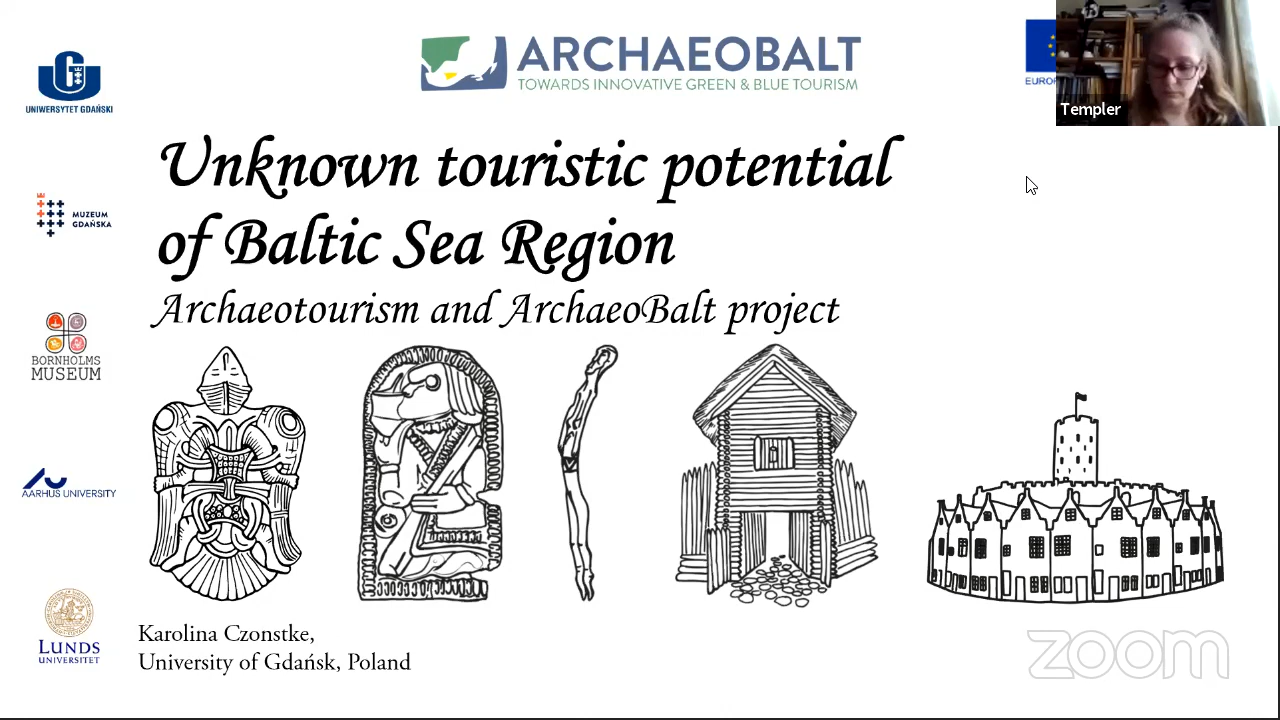 ARCHAEOBALT
TOWARDS INNOVATIVE GREEN & BLUE TOURISM
EURO
Templer
UNIWERSYTET GDAŃSKI
Unknown touristic potential
of Baltic Sea Region
Archaeotourism and ArchaeoBalt project
MUZEUM
GDAŃSKA
BORNHOLMS
MUSEUM
AARHUS UNIVERSITY
LUNDS
UNIVERSITET
Karolina Czonstke,
University of Gdańsk, Poland
zoom